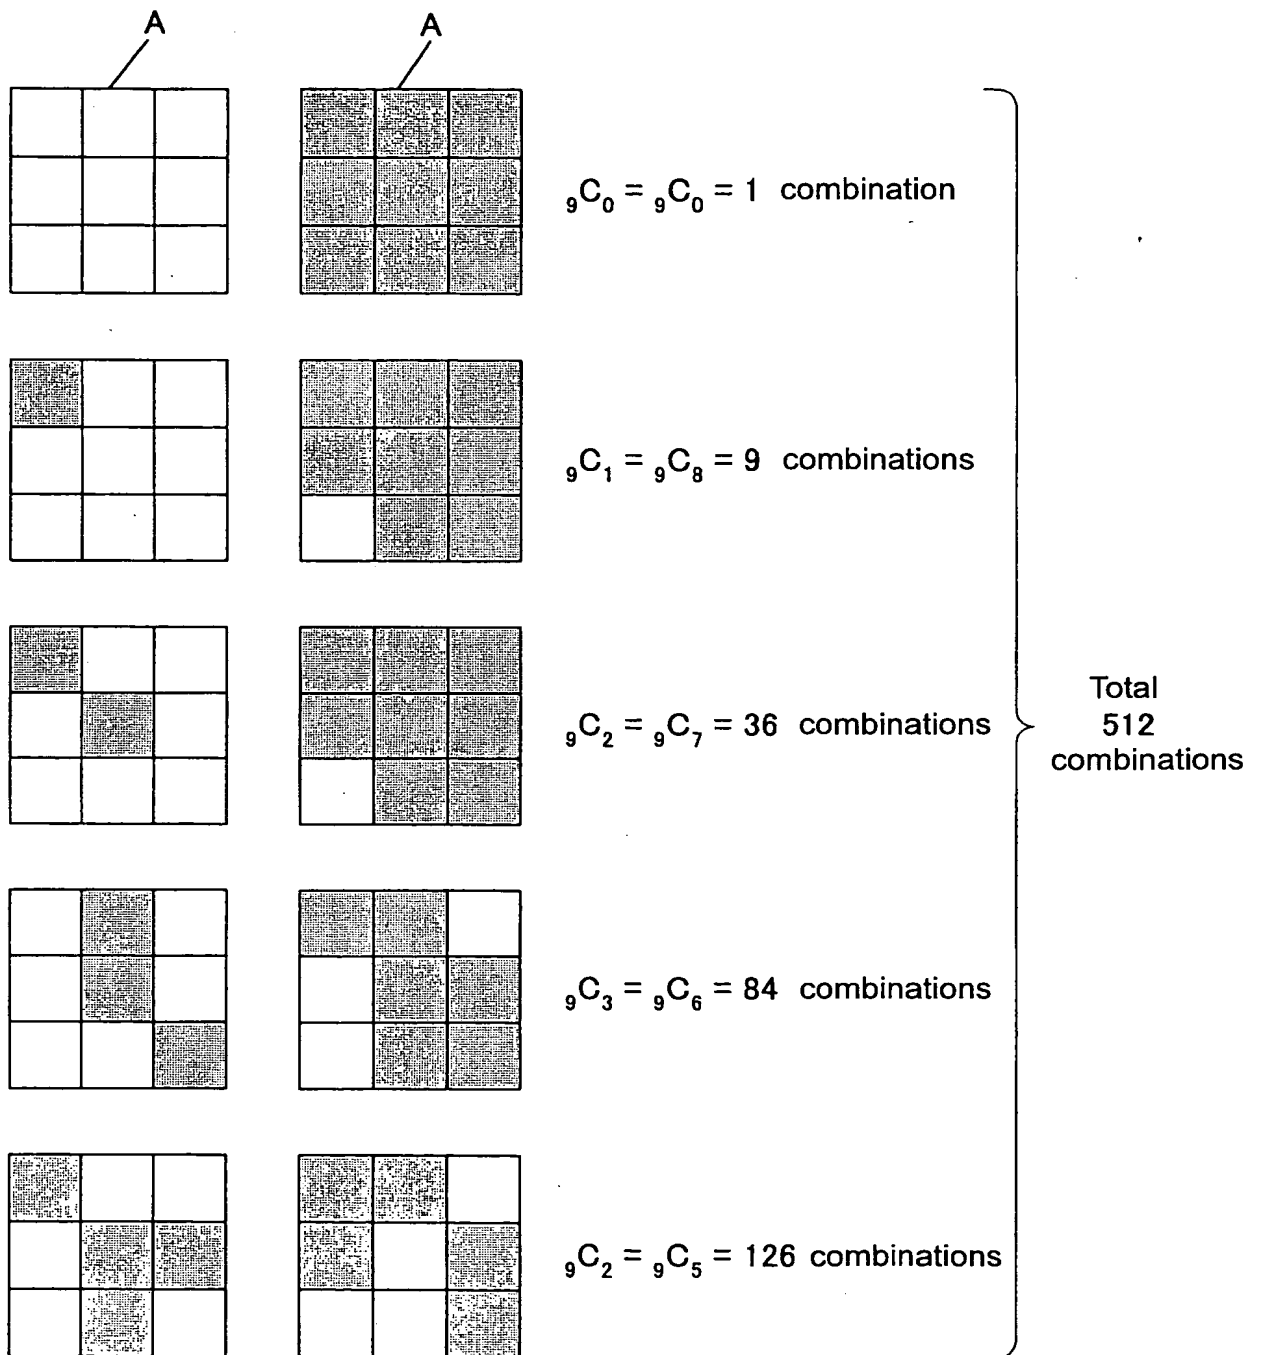 A A
₉C₀ = ₉C₀ = 1 combination
₉C₁ = ₉C₈ = 9 combinations
₉C₂ = ₉C₇ = 36 combinations
Total
512
combinations
₉C₃ = ₉C₆ = 84 combinations
₉C₂ = ₉C₅ = 126 combinations